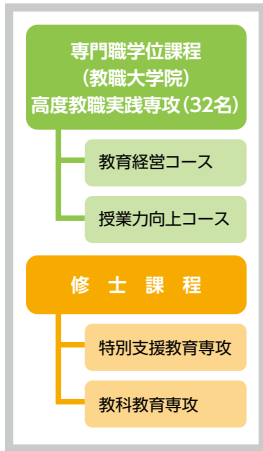 専門職学位課程
(教職大学院)
高度教職実践専攻(32名)
教育経営コース
授業力向上コース
修士課程
特別支援教育専攻
教科教育専攻